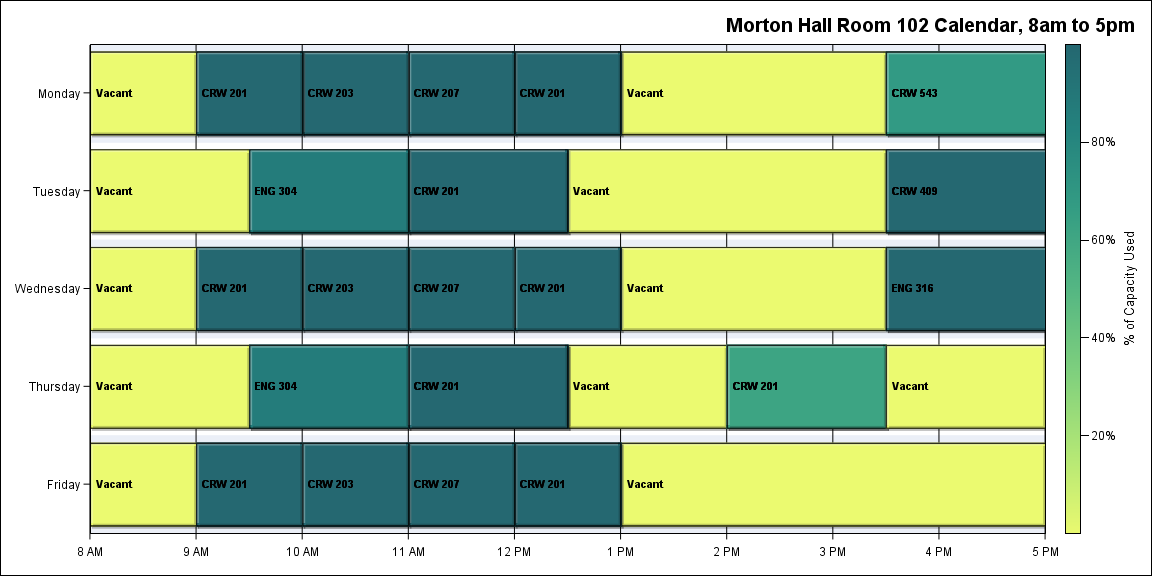 Morton Hall Room 102 Calendar, 8am to 5pm
Monday
Vacant
CRW 201
CRW 203
CRW 207
CRW 201
Vacant
CRW 543
Tuesday
Vacant
ENG 304
CRW 201
Vacant
CRW 409
Wednesday
Vacant
CRW 201
CRW 203
CRW 207
CRW 201
Vacant
ENG 316
Thursday
Vacant
ENG 304
CRW 201
Vacant
CRW 201
Vacant
Friday
Vacant
CRW 201
CRW 203
CRW 207
CRW 201
Vacant
8 AM
9 AM
10 AM
11 AM
12 PM
1 PM
2 PM
3 PM
4 PM
5 PM
80%
60%
40%
20%
% of Capacity Used